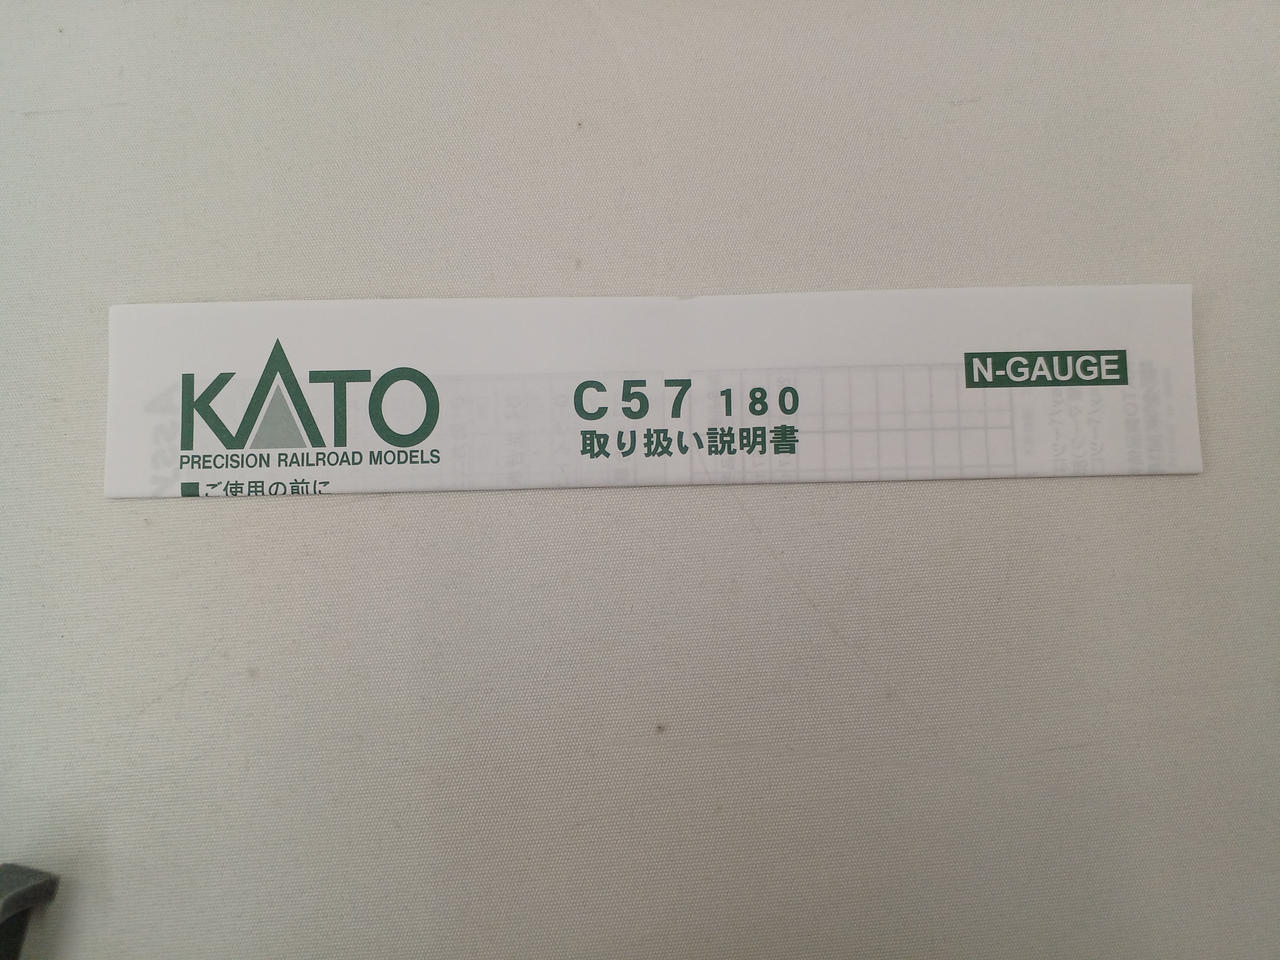 KATO
PRECISION RAILROAD MODELS
C57 180
取り扱い説明書
N-GAUGE
■ご使用の前に